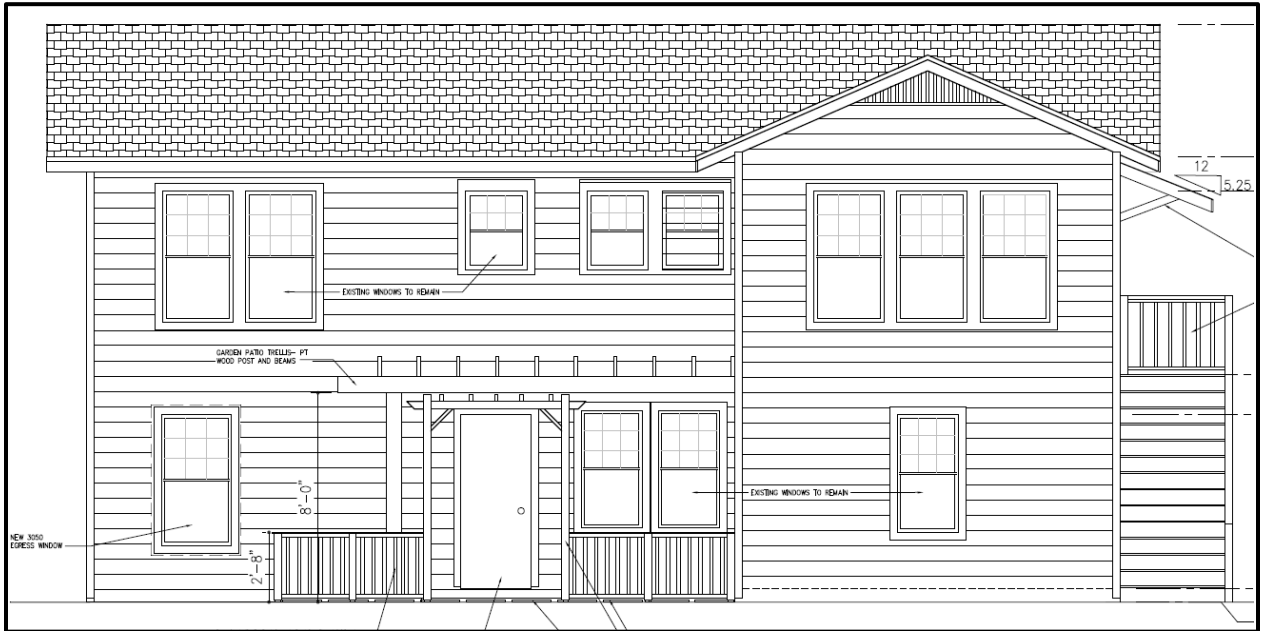 12
5.25
EXISTING WINDOWS TO REMAIN
GARDEN PATIO TRELLIS- PT
WOOD POST AND BEAMS
8'-0"
EXISTING WINDOWS TO REMAIN
NEW 3050
EGRESS WINDOW
2'-8"